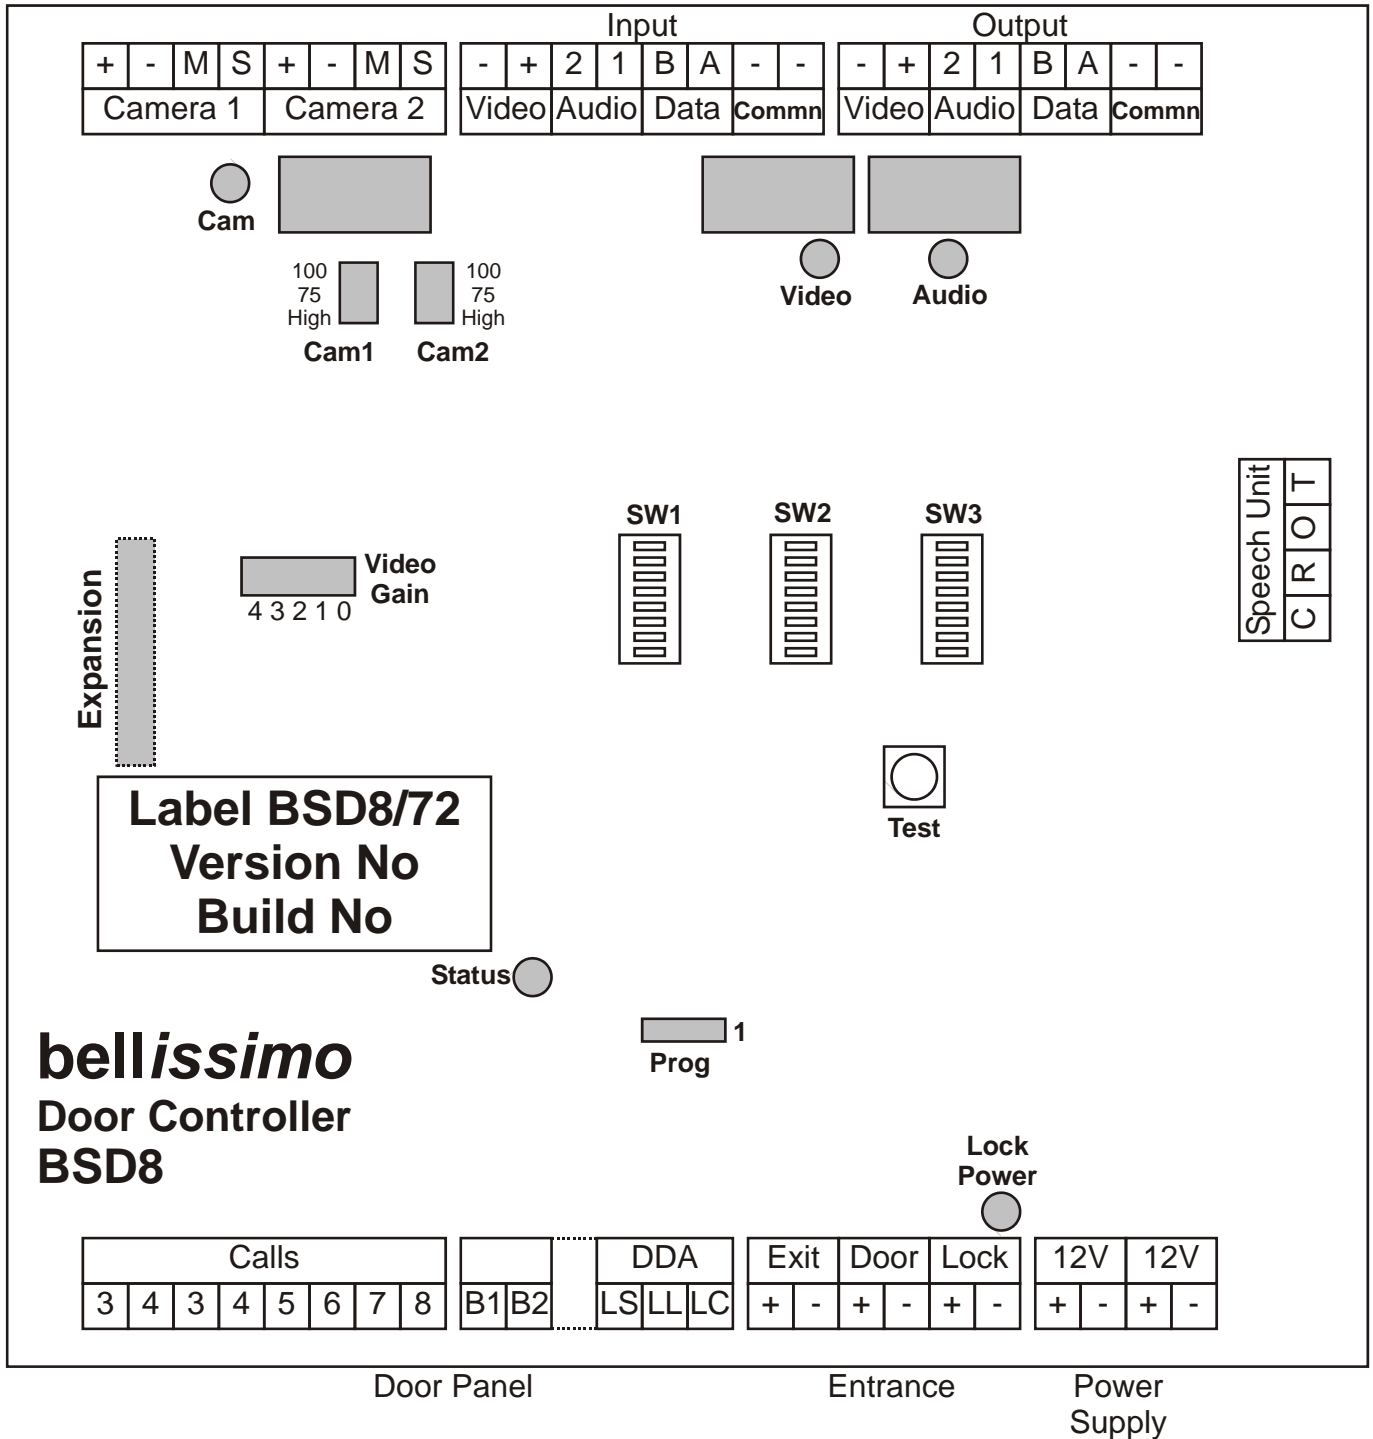 Input Output
+ - M S + - M S - + 2 1 B A - - - + 2 1 B A - -
Camera 1 Camera 2 Video Audio Data Commn Video Audio Data Commn
Cam
Video Audio
100 100
75 75
High High
Cam1 Cam2
SW1 SW2 SW3
Speech Unit
C R O T
Expansion
Video
Gain
4 3 2 1 0
Test
Label BSD8/72
Version No
Build No
Status
1
Prog
bellissimo
Door Controller
BSD8
Lock
Power
Calls DDA Exit Door Lock 12V 12V
3 4 3 4 5 6 7 8 B1 B2 LS LL LC + - + - + - + - + -
Door Panel Entrance Power
Supply